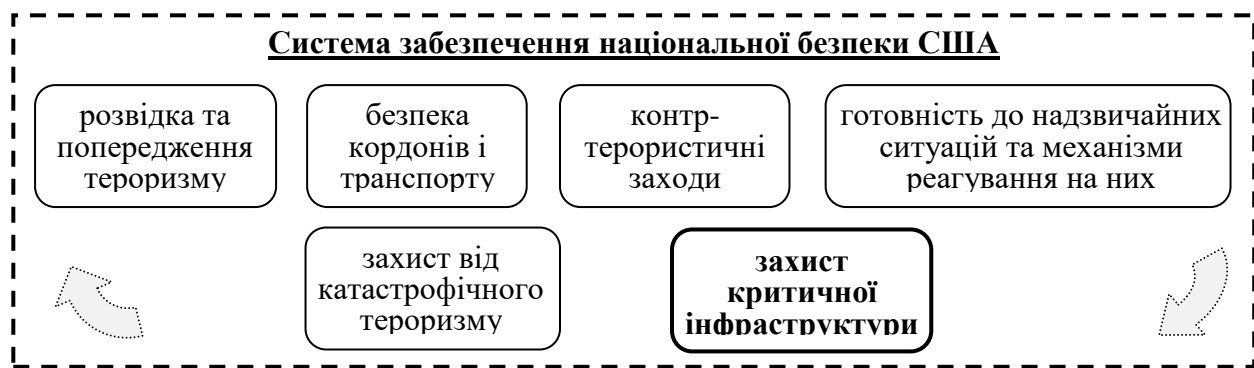 Система забезпечення національної безпеки США
розвідка та
попередження
тероризму
безпека
кордонів і
транспорту
контр-
терористичні
заходи
готовність до надзвичайних
ситуацій та механізми
реагування на них
захист від
катастрофічного
тероризму
захист
критичної
інфраструктури